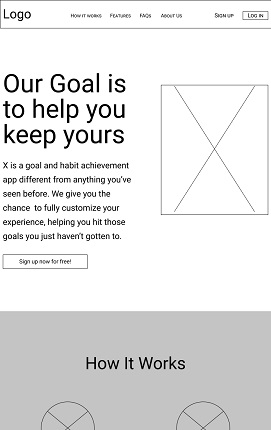 Logo
How it works Features FAQs About us Sign up Log in
Our Goal is
to help you
keep yours
X is a goal and habit achievement
app different from anything you've
seen before. We give you the
chance to fully customize your
experience, helping you hit those
goals you just haven't gotten to.
Sign up now for free!
How It Works